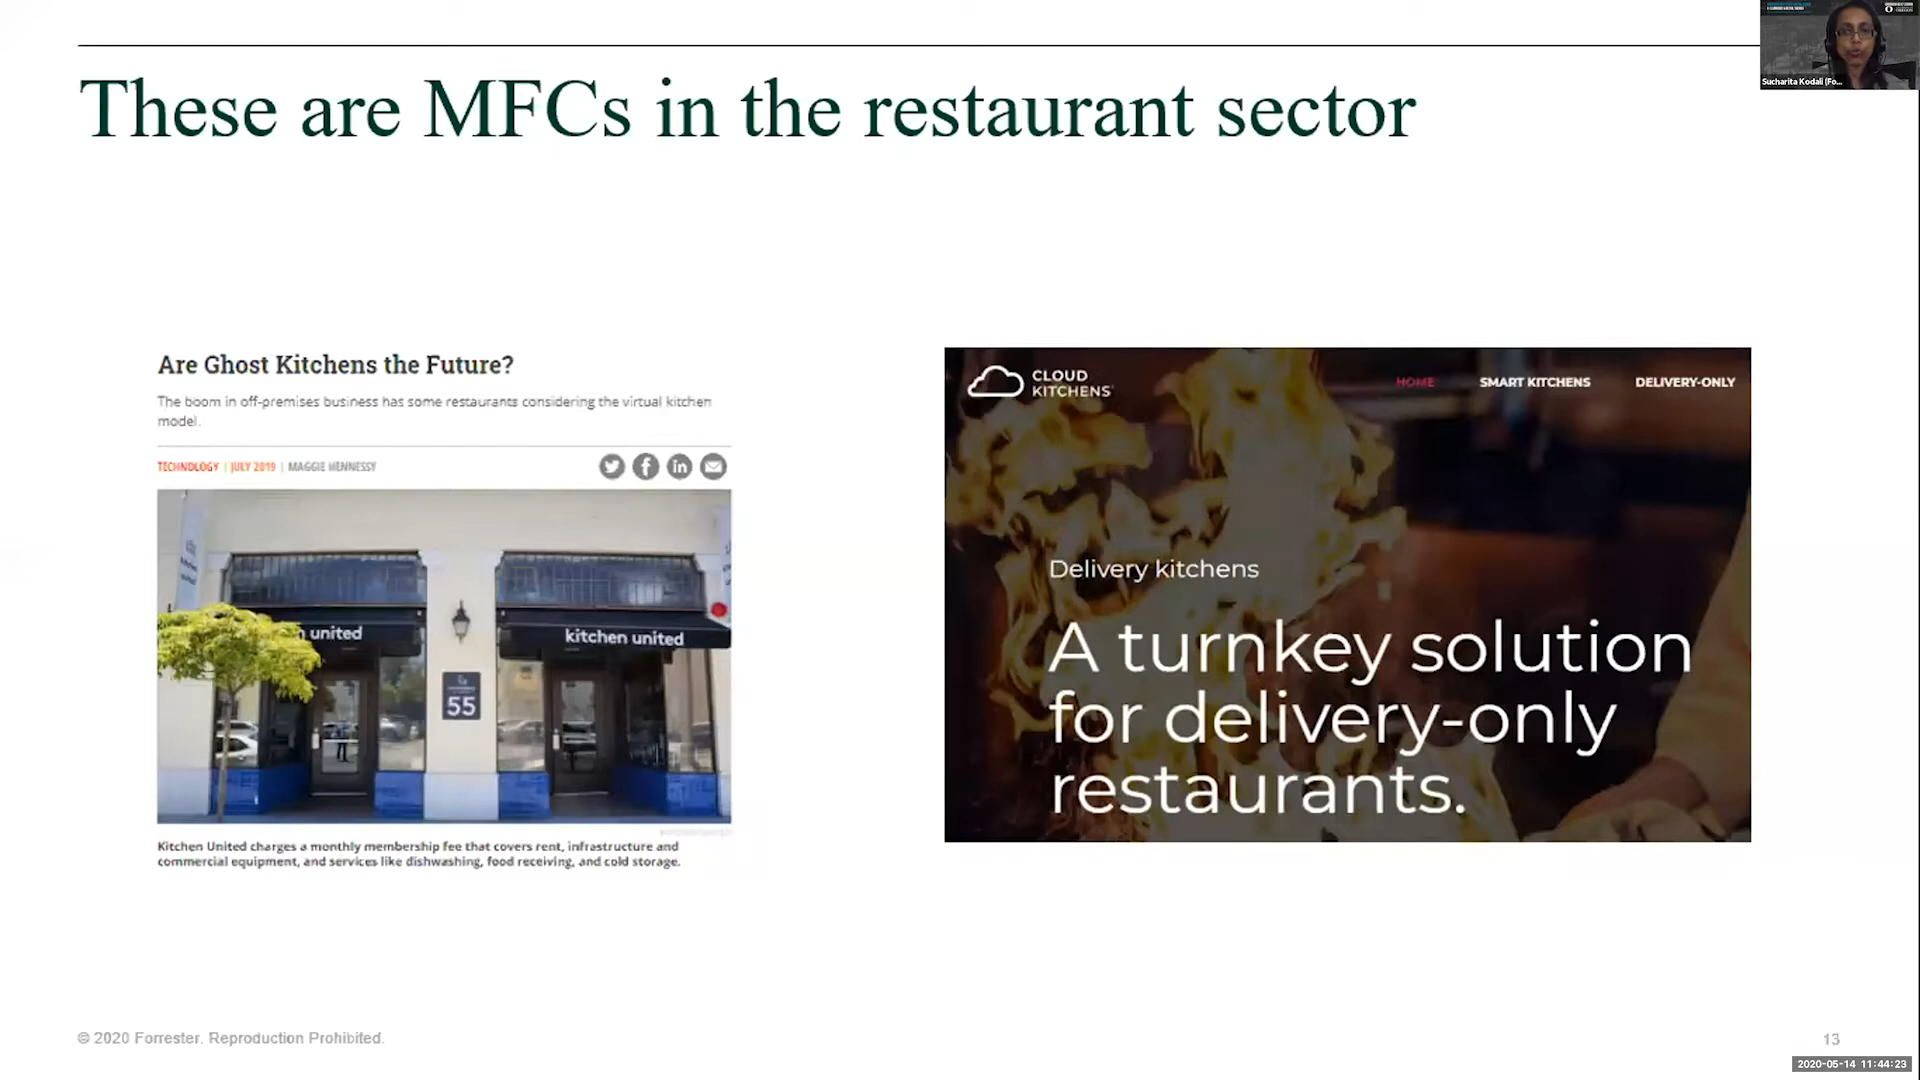 Sucharita Kodali (Fo...
These are MFCs in the restaurant sector
Are Ghost Kitchens the Future?
The boom in off-premises business has some restaurants considering the virtual kitchen
model.
TECHNOLOGY | JULY 2019 | MAGGIE HENNESSY
united
kitchen united
55
Kitchen United charges a monthly membership fee that covers rent, infrastructure and
commercial equipment, and services like dishwashing, food receiving, and cold storage.
CLOUD
KITCHENS
HOME
SMART KITCHENS
DELIVERY-ONLY
Delivery kitchens
A turnkey solution
for delivery-only
restaurants.
© 2020 Forrester. Reproduction Prohibited.
13
2020-05-14 11:44:23